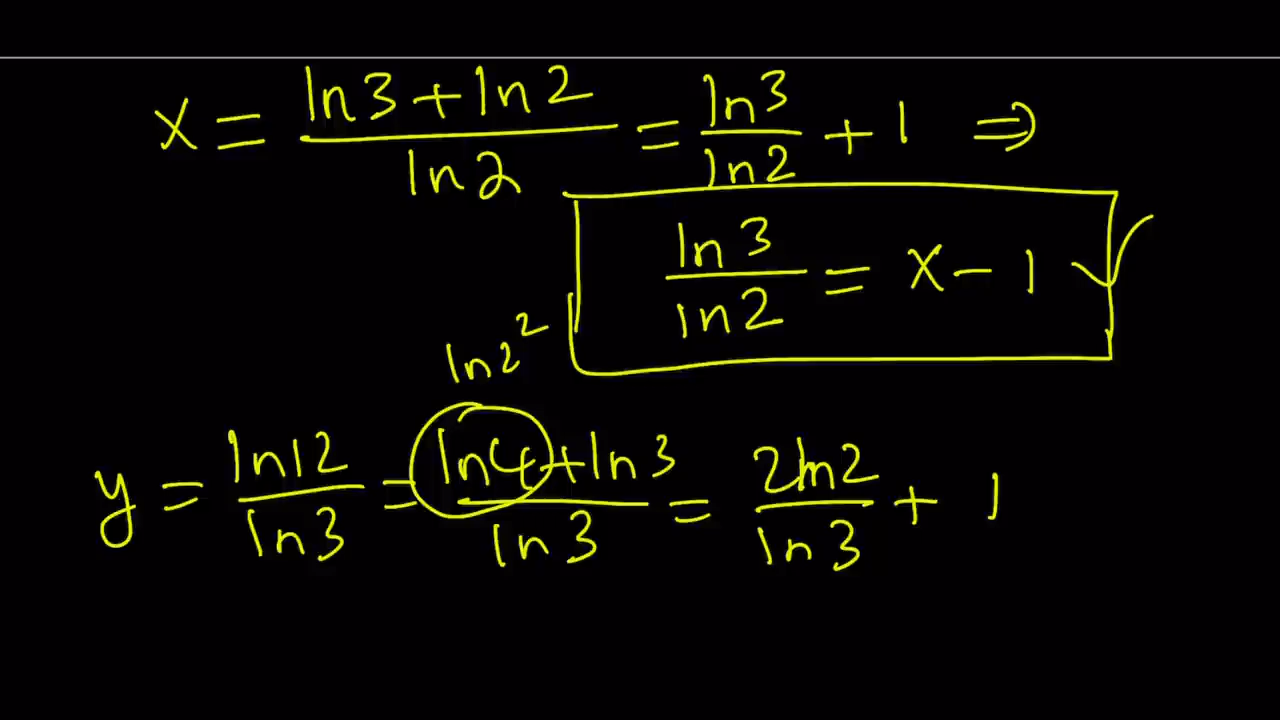 x = (ln3 + ln2)/ln2 = ln3/ln2 + 1 ⇒
ln3/ln2 = x - 1 ✓
ln2²
y = ln12/ln3 = (ln4 + ln3)/ln3 = 2ln2/ln3 + 1